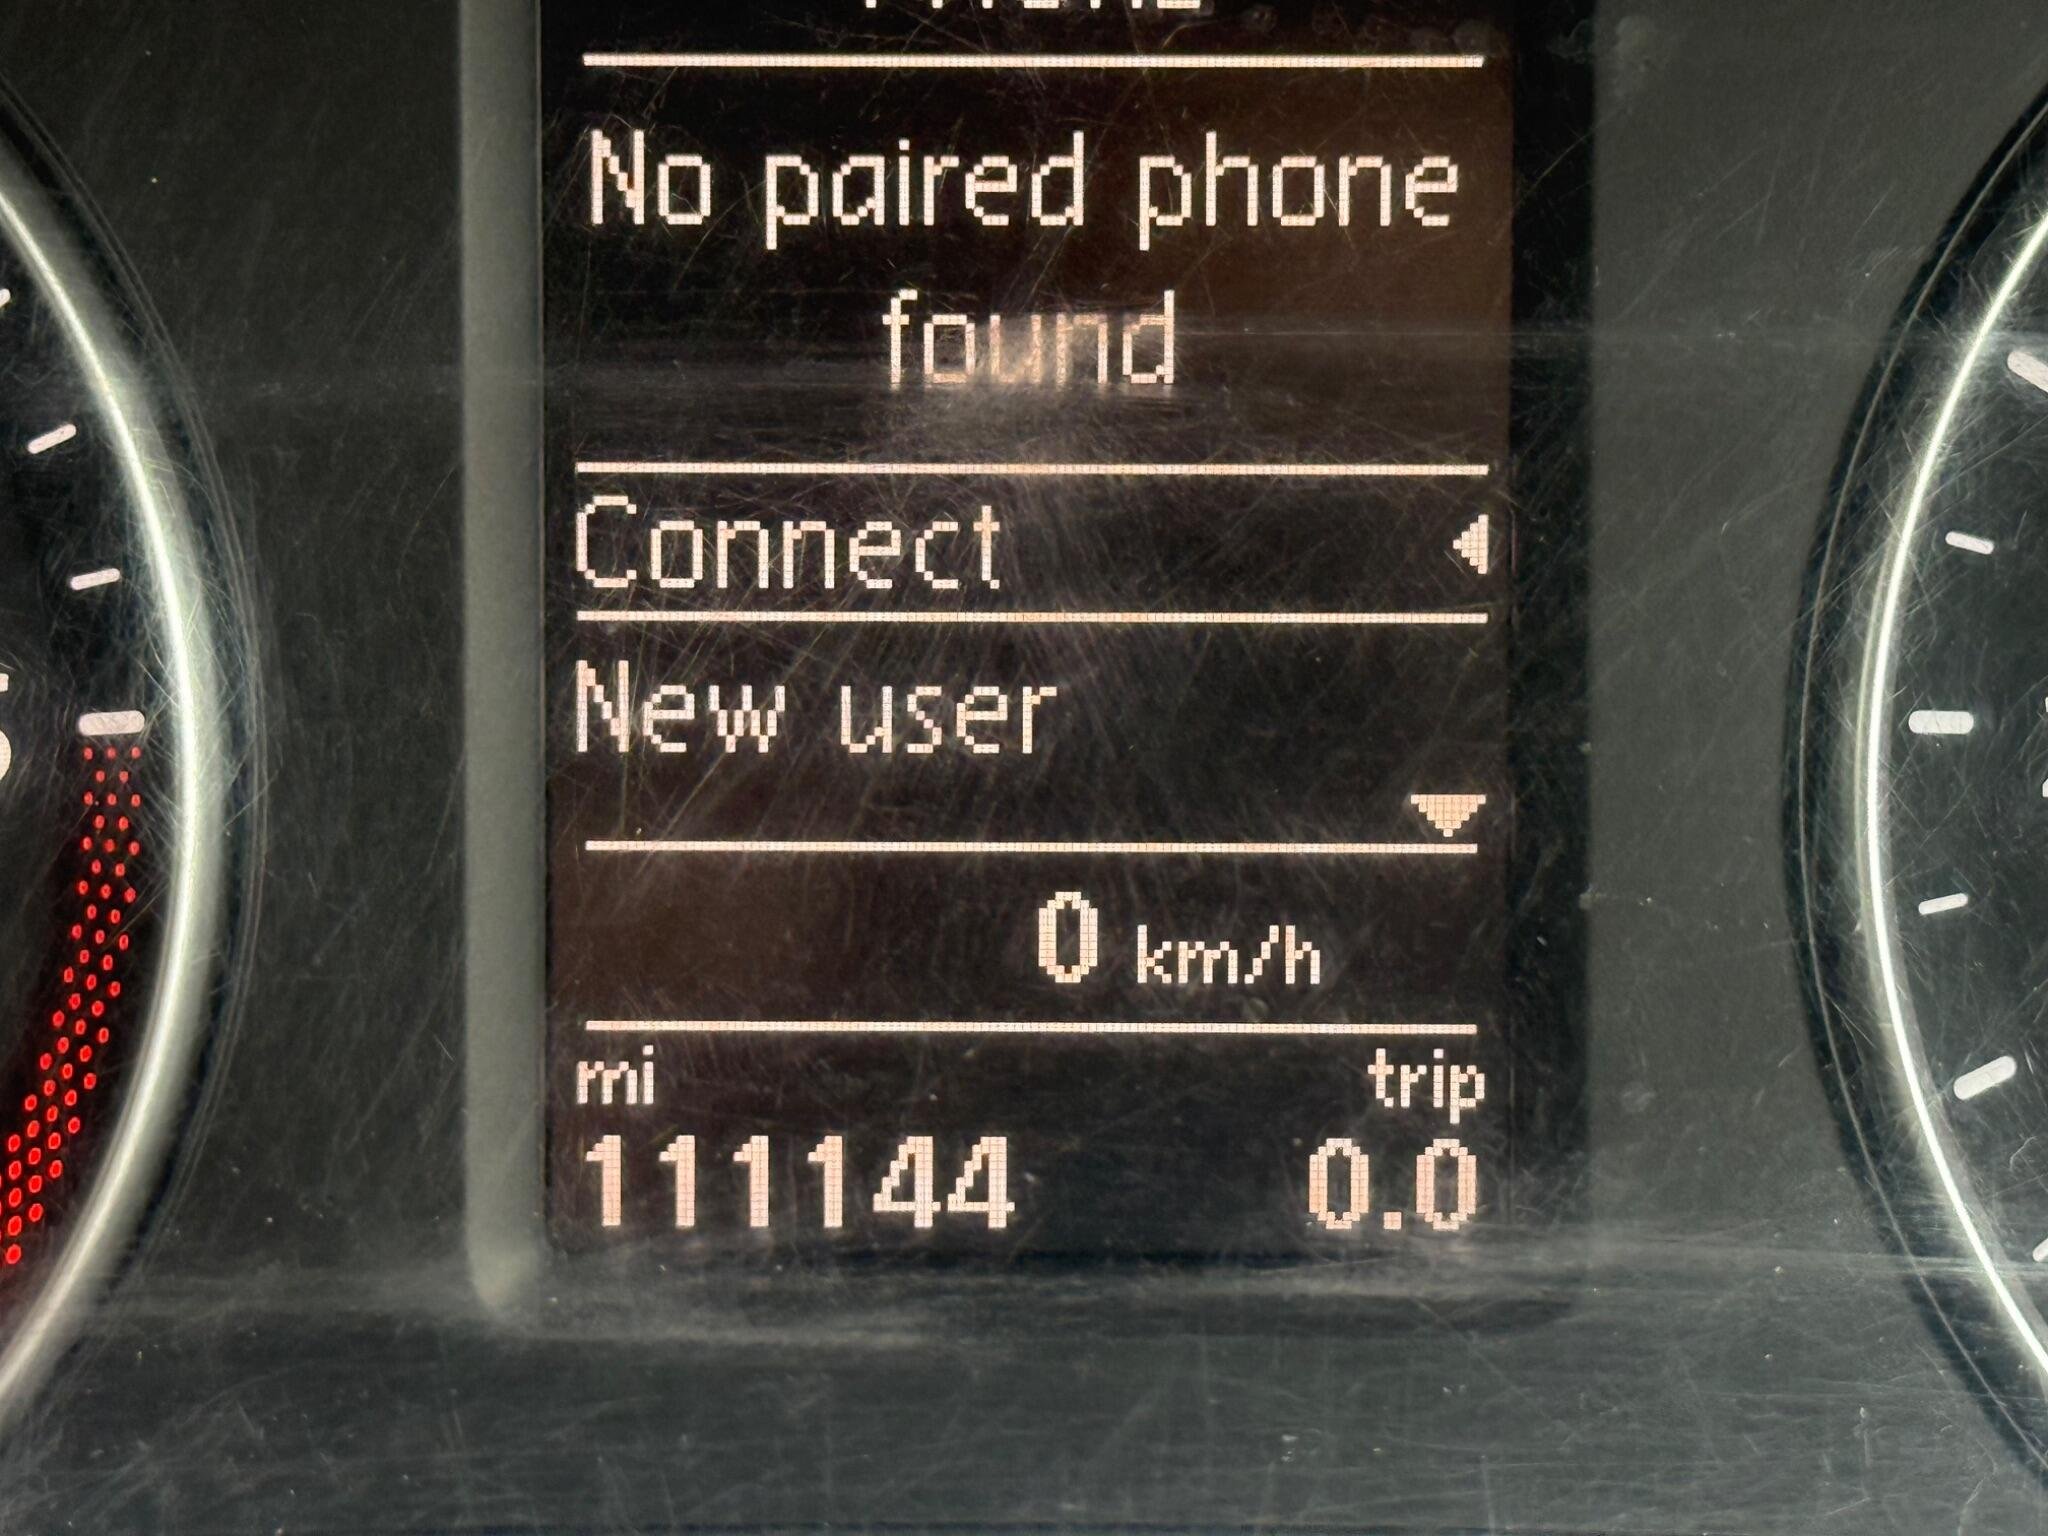 No paired phone
found
Connect
New user
0 km/h
mi trip
111144 0.0